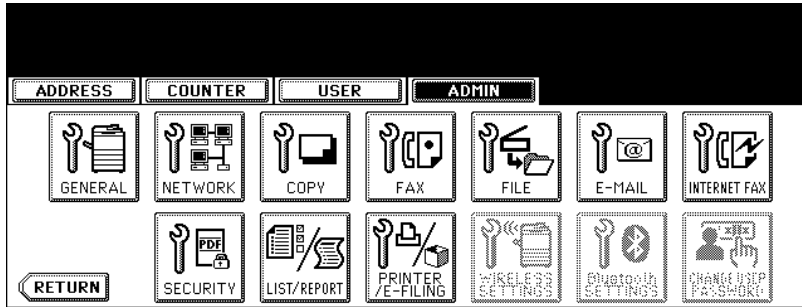 ADDRESS COUNTER USER ADMIN
GENERAL NETWORK COPY FAX FILE E-MAIL INTERNET FAX
PDF
SECURITY LIST/REPORT PRINTER
/E-FILING WIRELESS
SETTINGS Bluetooth
SETTINGS CHANGE USER
PASSWORD
RETURN